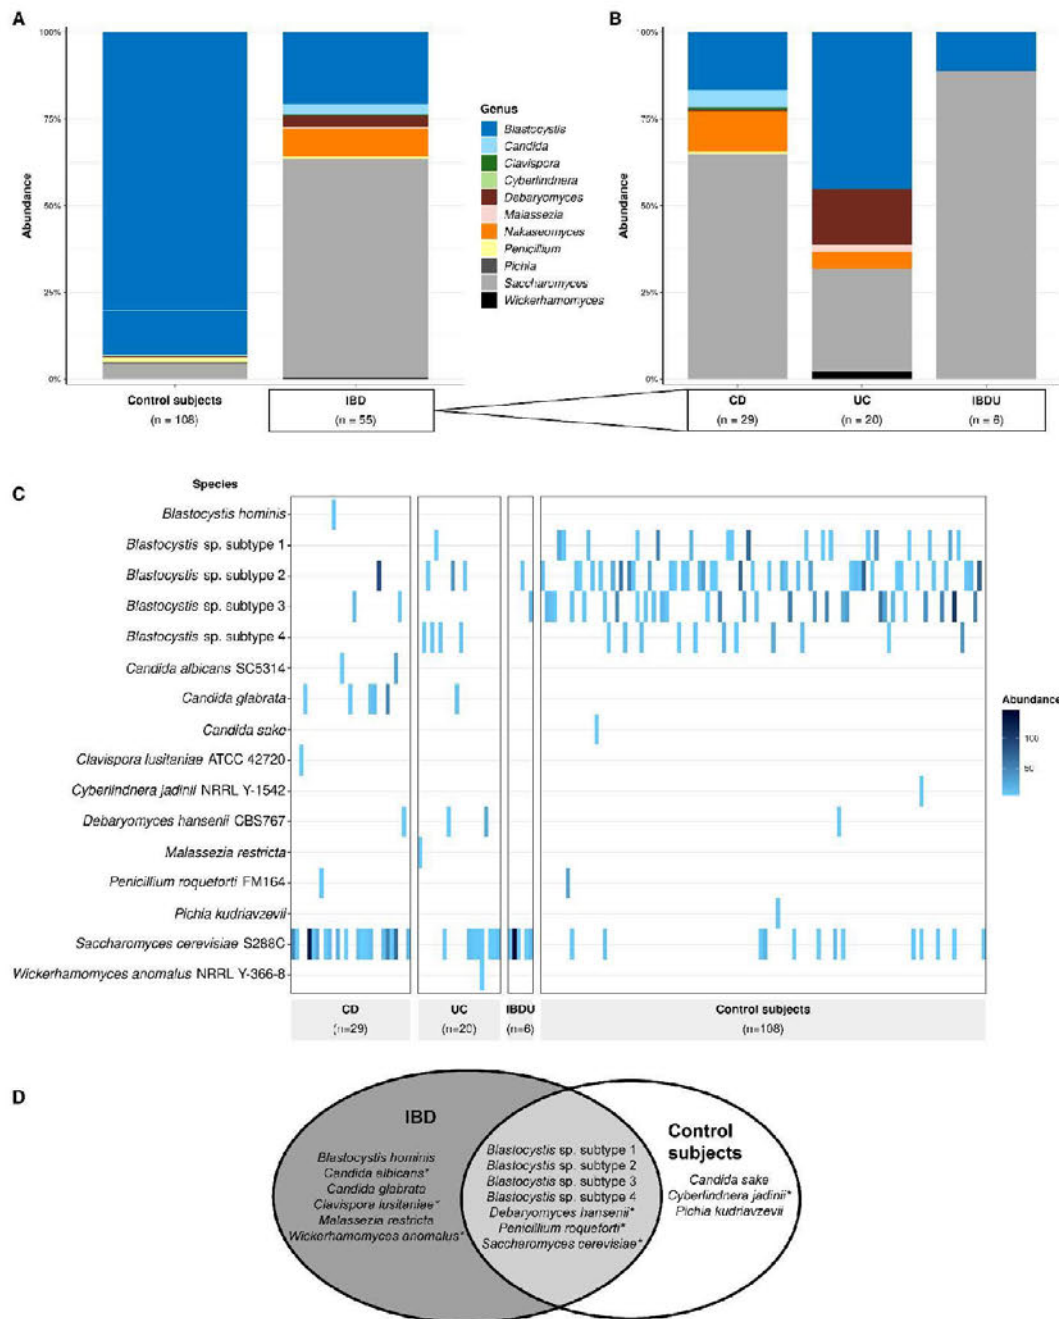 A
B
100%
75%
50%
25%
0%
Abundance
Control subjects
(n = 108)
IBD
(n = 55)
Genus
Blastocystis
Candida
Clavispora
Cyberlindnera
Debaryomyces
Malassezia
Nakaseomyces
Penicillium
Pichia
Saccharomyces
Wickerhamomyces
100%
75%
50%
25%
0%
Abundance
CD
(n = 29)
UC
(n = 20)
IBDU
(n = 6)
C
Species
Blastocystis hominis
Blastocystis sp. subtype 1
Blastocystis sp. subtype 2
Blastocystis sp. subtype 3
Blastocystis sp. subtype 4
Candida albicans SC5314
Candida glabrata
Candida sake
Clavispora lusitaniae ATCC 42720
Cyberlindnera jadinii NRRL Y-1542
Debaryomyces hansenii CBS767
Malassezia restricta
Penicillium roqueforti FM164
Pichia kudriavzevii
Saccharomyces cerevisiae S288C
Wickerhamomyces anomalus NRRL Y-366-8
Abundance
100
50
CD
(n=29)
UC
(n=20)
IBDU
(n=6)
Control subjects
(n=108)
D
IBD
Blastocystis hominis
Candida albicans*
Candida glabrata
Clavispora lusitaniae*
Malassezia restricta
Wickerhamomyces anomalus*
Blastocystis sp. subtype 1
Blastocystis sp. subtype 2
Blastocystis sp. subtype 3
Blastocystis sp. subtype 4
Debaryomyces hansenii*
Penicillium roqueforti*
Saccharomyces cerevisiae*
Control
subjects
Candida sake
Cyberlindnera jadinii*
Pichia kudriavzevii